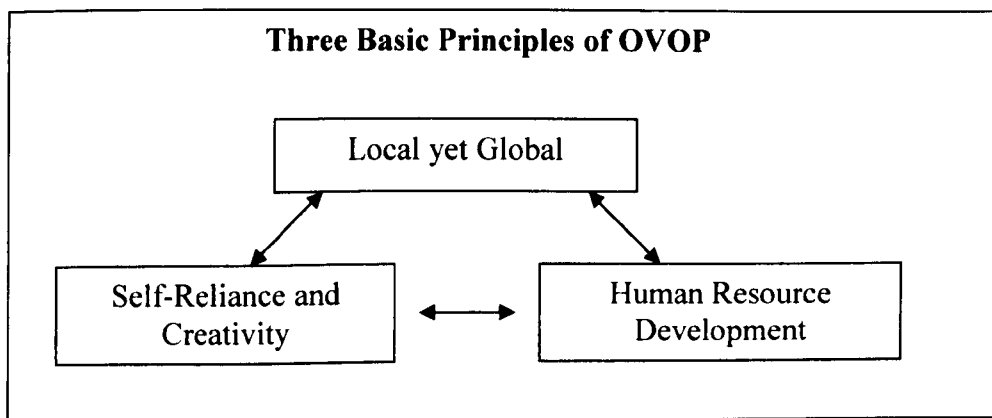 Three Basic Principles of OVOP
Local yet Global
Self-Reliance and
Creativity
Human Resource
Development